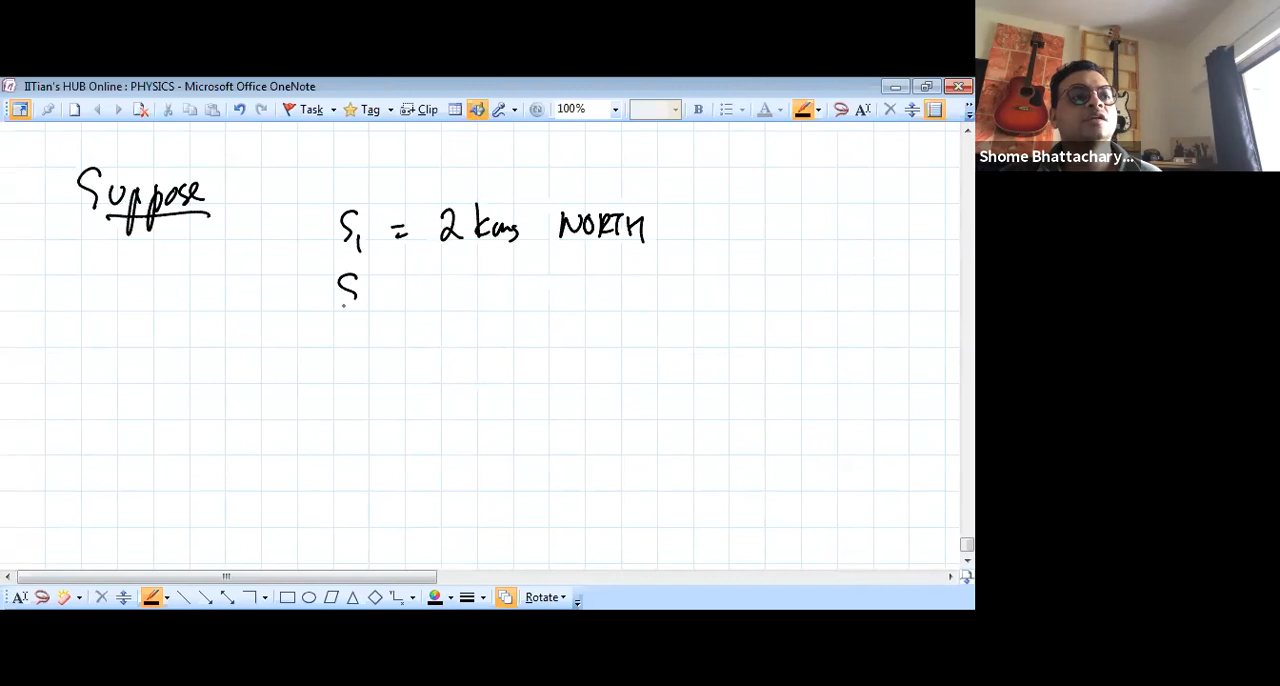 IITian's HUB Online : PHYSICS - Microsoft Office OneNote
Task Tag Clip 100% B A
Shome Bhattachary...
Suppose
S₁ = 2 kms NORTH
S
Rotate